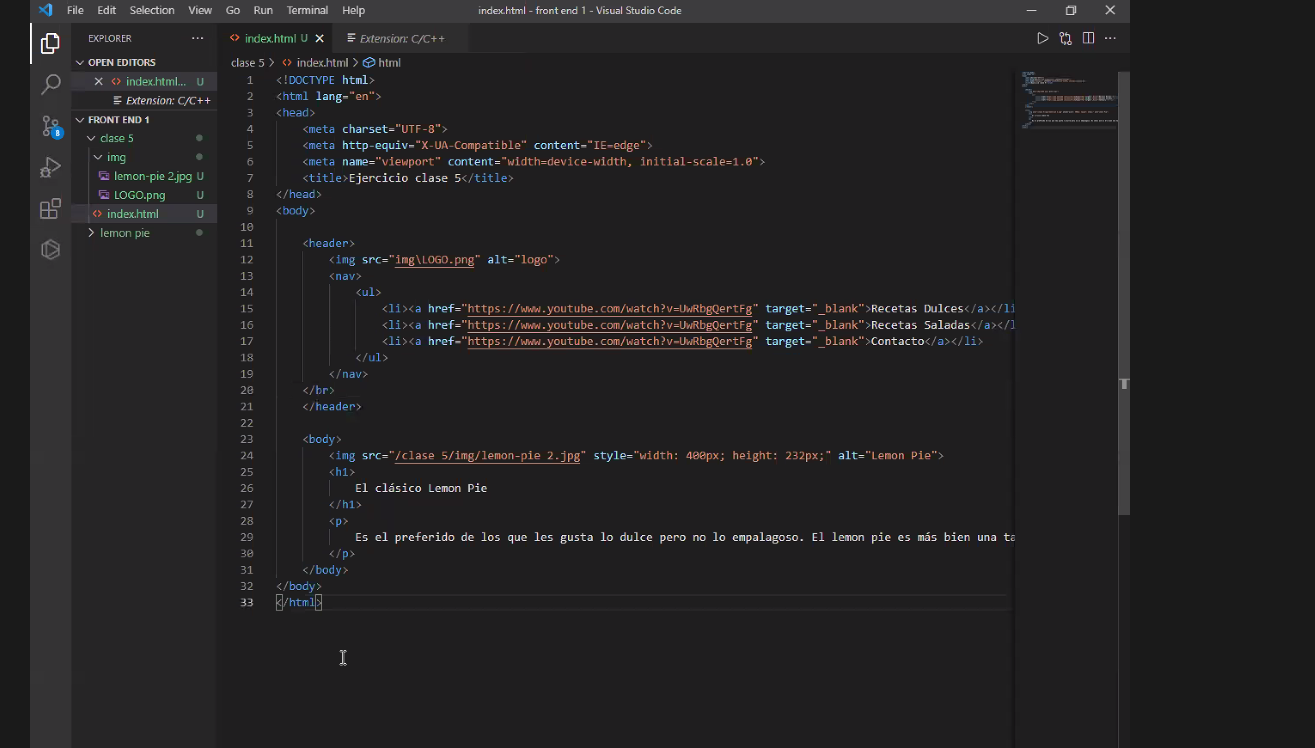 File Edit Selection View Go Run Terminal Help index.html - front end 1 - Visual Studio Code
EXPLORER ···
OPEN EDITORS
index.html... U
Extension: C/C++
FRONT END 1
clase 5
img
lemon-pie 2.jpg U
LOGO.png U
index.html U
lemon pie
8
index.html U Extension: C/C++
clase 5 > index.html > html
1 <!DOCTYPE html>
2 <html lang="en">
3 <head>
4 <meta charset="UTF-8">
5 <meta http-equiv="X-UA-Compatible" content="IE=edge">
6 <meta name="viewport" content="width=device-width, initial-scale=1.0">
7 <title>Ejercicio clase 5</title>
8 </head>
9 <body>
10
11 <header>
12 <img src="img\LOGO.png" alt="logo">
13 <nav>
14 <ul>
15 <li><a href="https://www.youtube.com/watch?v=UwRbgQertFg" target="_blank">Recetas Dulces</a></li
16 <li><a href="https://www.youtube.com/watch?v=UwRbgQertFg" target="_blank">Recetas Saladas</a></l
17 <li><a href="https://www.youtube.com/watch?v=UwRbgQertFg" target="_blank">Contacto</a></li>
18 </ul>
19 </nav>
20 </br>
21 </header>
22
23 <body>
24 <img src="/clase 5/img/lemon-pie 2.jpg" style="width: 400px; height: 232px;" alt="Lemon Pie">
25 <h1>
26 El clásico Lemon Pie
27 </h1>
28 <p>
29 Es el preferido de los que les gusta lo dulce pero no lo empalagoso. El lemon pie es más bien una ta
30 </p>
31 </body>
32 </body>
33 </html>